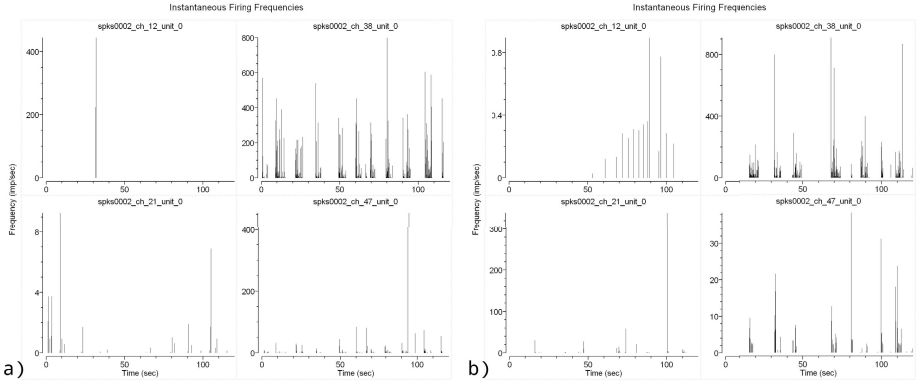 Instantaneous Firing Frequencies
Instantaneous Firing Frequencies
spks0002_ch_12_unit_0
spks0002_ch_38_unit_0
spks0002_ch_12_unit_0
spks0002_ch_38_unit_0
400
200
0
0 50 100
800
600
400
200
0
0 50 100
0.8
0.4
0
0 50 100
800
400
0
0 50 100
Frequency (imp/sec)
Frequency (imp/sec)
spks0002_ch_21_unit_0
spks0002_ch_47_unit_0
spks0002_ch_21_unit_0
spks0002_ch_47_unit_0
8
4
0
0 50 100
400
300
200
100
0
0 50 100
300
200
100
0
0 50 100
30
20
10
0
0 50 100
Time (sec)
Time (sec)
Time (sec)
Time (sec)
a)
b)